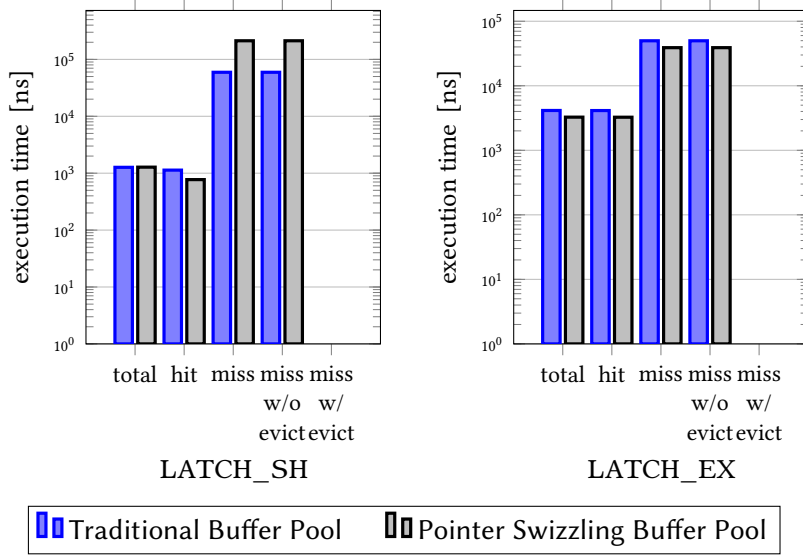 execution time [ns]
10^5
10^4
10^3
10^2
10^1
10^0
total hit miss miss miss
w/o w/
evict evict
LATCH_SH
execution time [ns]
10^5
10^4
10^3
10^2
10^1
10^0
total hit miss miss miss
w/o w/
evict evict
LATCH_EX
Traditional Buffer Pool Pointer Swizzling Buffer Pool